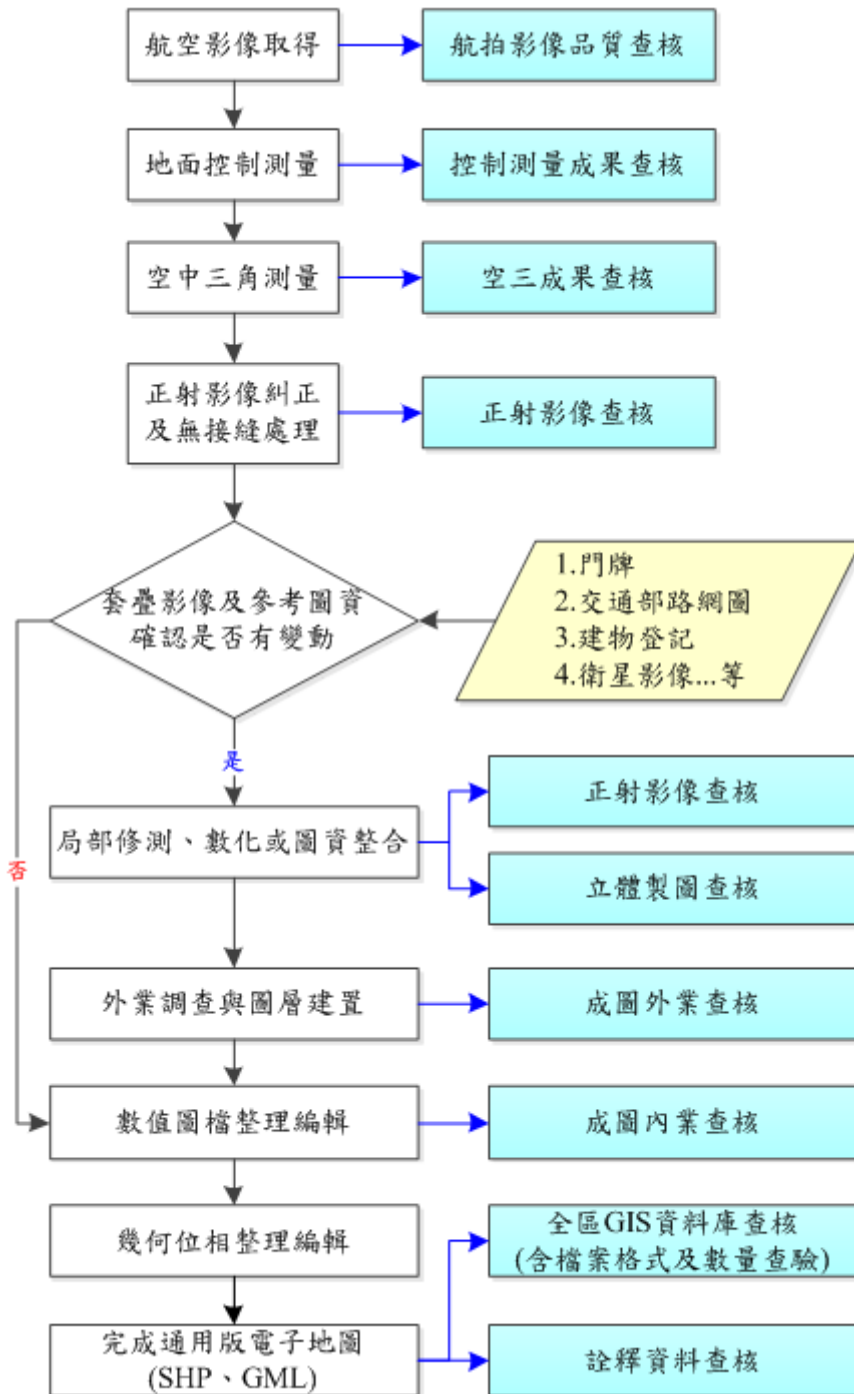 航空影像取得
航拍影像品質查核
地面控制測量
控制測量成果查核
空中三角測量
空三成果查核
正射影像糾正
及無接縫處理
正射影像查核
套疊影像及參考圖資
確認是否有變動
1.門牌
2.交通部路網圖
3.建物登記
4.衛星影像...等
是
否
局部修測、數化或圖資整合
正射影像查核
立體製圖查核
外業調查與圖層建置
成圖外業查核
數值圖檔整理編輯
成圖內業查核
幾何位相整理編輯
全區GIS資料庫查核
(含檔案格式及數量查驗)
完成通用版電子地圖
(SHP、GML)
詮釋資料查核